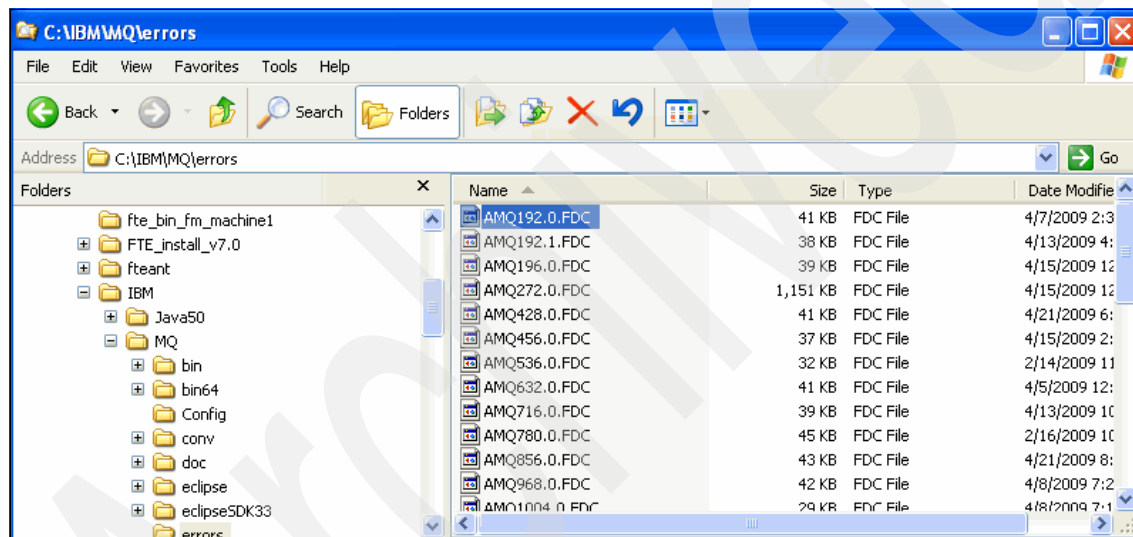 C:\IBM\MQ\errors
File Edit View Favorites Tools Help
Back Search Folders
Address C:\IBM\MQ\errors Go
Folders x Name Size Type Date Modifie
fte_bin_fm_machine1
FTE_install_v7.0
fteant
IBM
Java50
MQ
bin
bin64
Config
conv
doc
eclipse
eclipseSDK33
errors
AMQ192.0.FDC 41 KB FDC File 4/7/2009 2:3
AMQ192.1.FDC 38 KB FDC File 4/13/2009 4:
AMQ196.0.FDC 39 KB FDC File 4/15/2009 12
AMQ272.0.FDC 1,151 KB FDC File 4/15/2009 12
AMQ428.0.FDC 41 KB FDC File 4/21/2009 6:
AMQ456.0.FDC 37 KB FDC File 4/15/2009 2:
AMQ536.0.FDC 32 KB FDC File 2/14/2009 11
AMQ632.0.FDC 41 KB FDC File 4/5/2009 12:
AMQ716.0.FDC 39 KB FDC File 4/13/2009 10
AMQ780.0.FDC 45 KB FDC File 2/16/2009 10
AMQ856.0.FDC 43 KB FDC File 4/21/2009 8:
AMQ968.0.FDC 42 KB FDC File 4/8/2009 7:2
AMQ1004.0.FDC 29 KB FDC File 4/8/2009 7:1